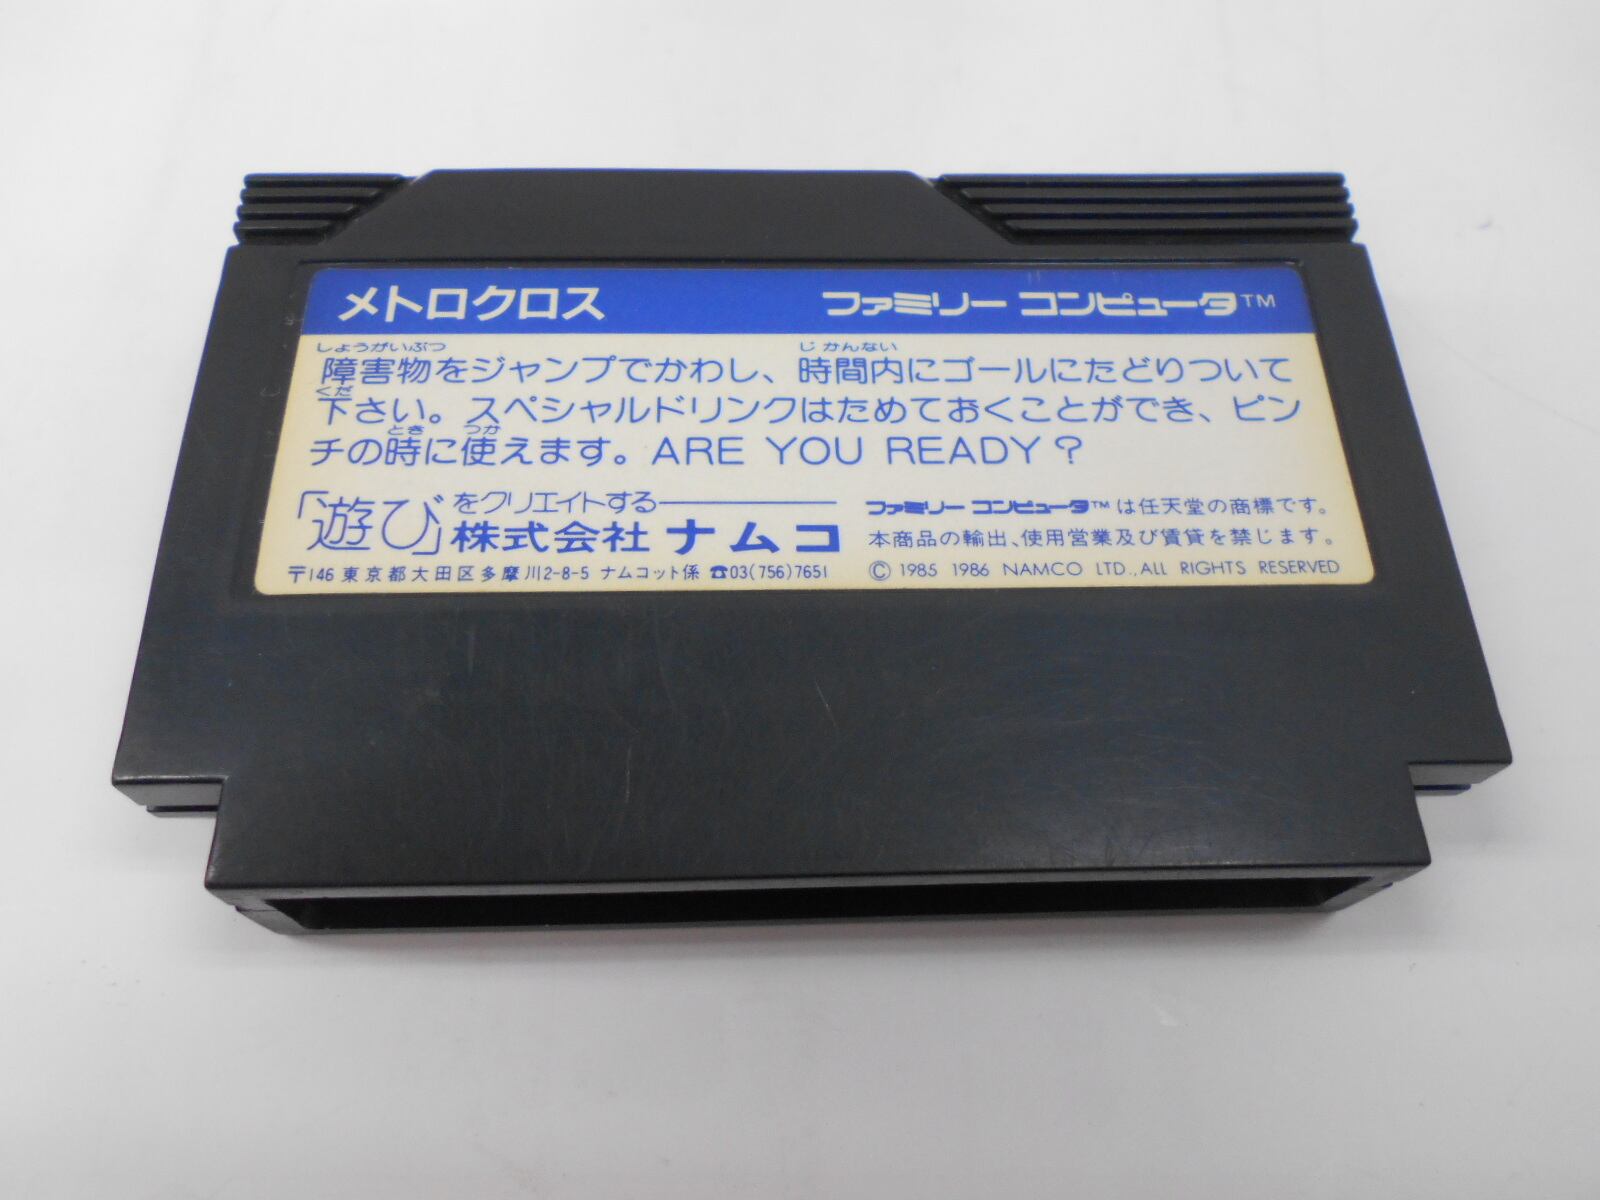 メトロクロス ファミリー コンピュータ™
しょうがいぶつ じかんない
障害物をジャンプでかわし、時間内にゴールにたどりついて
くだ
下さい。スペシャルドリンクはためておくことができ、ピン
とき つか
チの時に使えます。ARE YOU READY?
「遊び」をクリエイトする
株式会社 ナムコ
〒146 東京都大田区多摩川2-8-5 ナムコット係 ☎03(756)7651
ファミリー コンピュータ™は任天堂の商標です。
本商品の輸出、使用営業及び賃貸を禁じます。
© 1985 1986 NAMCO LTD., ALL RIGHTS RESERVED